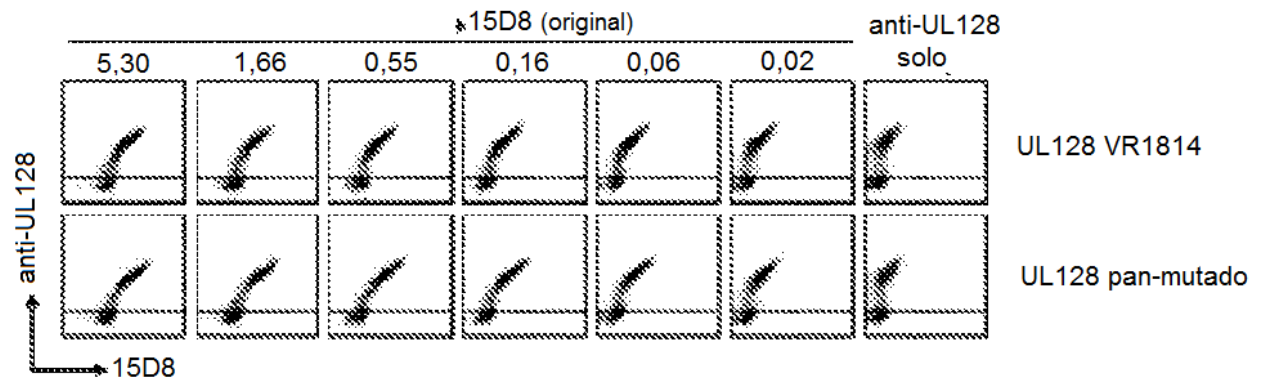 15D8 (original)
anti-UL128
solo
5,30 1,66 0,55 0,16 0,06 0,02
UL128 VR1814
anti-UL128
UL128 pan-mutado
15D8